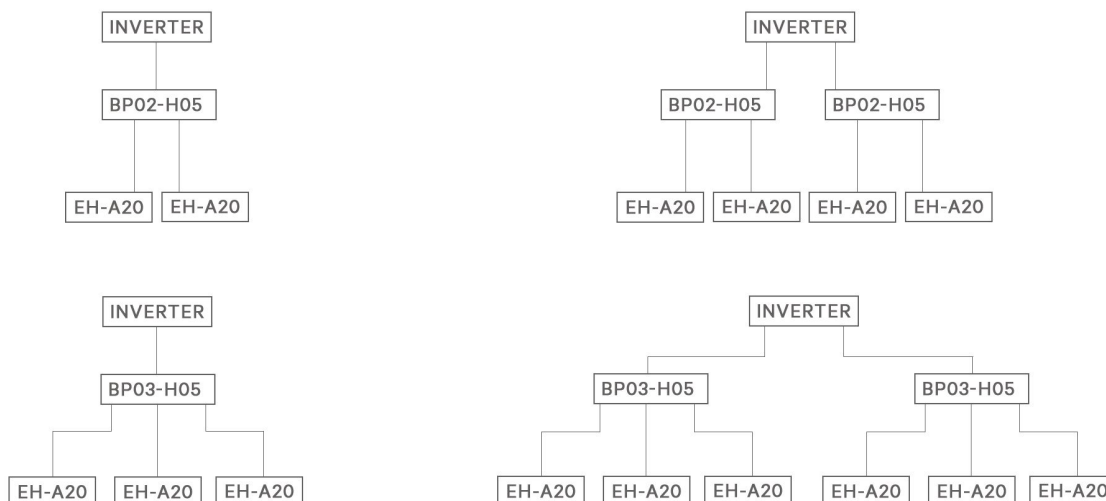 INVERTER
BP02-H05
EH-A20 EH-A20
INVERTER
BP02-H05 BP02-H05
EH-A20 EH-A20 EH-A20 EH-A20
INVERTER
BP03-H05
EH-A20 EH-A20 EH-A20
INVERTER
BP03-H05 BP03-H05
EH-A20 EH-A20 EH-A20 EH-A20 EH-A20 EH-A20